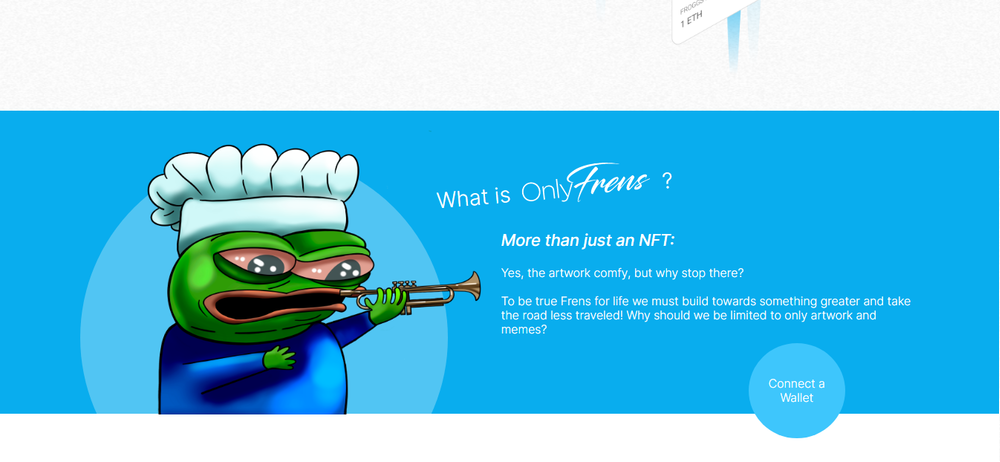 1 ETH
What is OnlyFrens ?
More than just an NFT:
Yes, the artwork comfy, but why stop there?
To be true Frens for life we must build towards something greater and take
the road less traveled! Why should we be limited to only artwork and
memes?
Connect a
Wallet